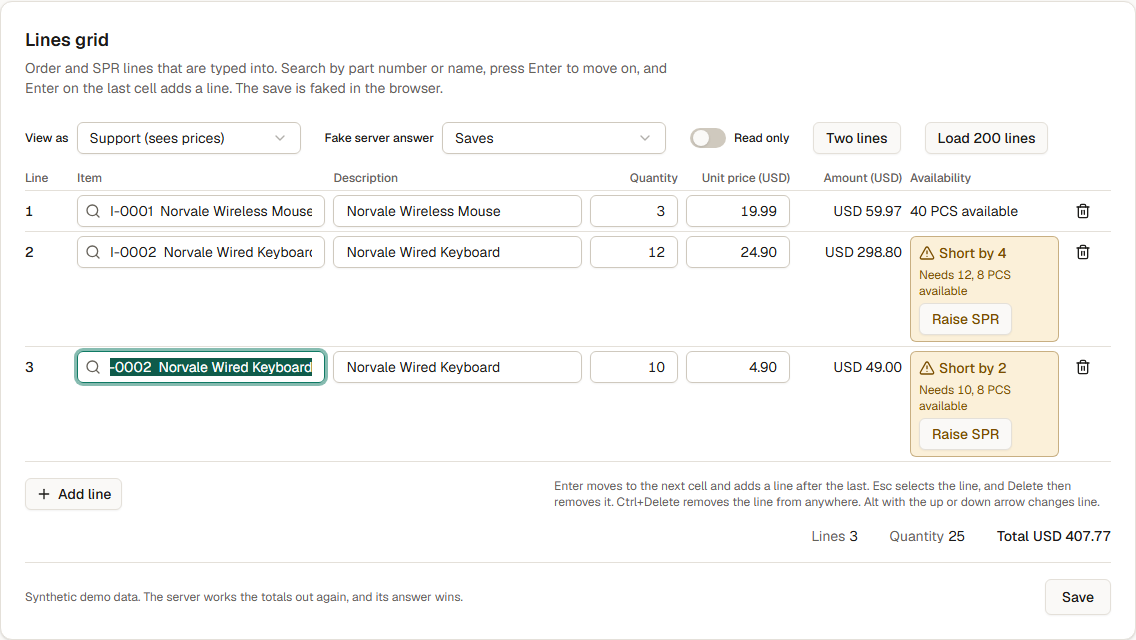 Lines grid
Order and SPR lines that are typed into. Search by part number or name, press Enter to move on, and
Enter on the last cell adds a line. The save is faked in the browser.
View as Support (sees prices) Fake server answer Saves Read only Two lines Load 200 lines
Line Item Description Quantity Unit price (USD) Amount (USD) Availability
1 I-0001 Norvale Wireless Mouse Norvale Wireless Mouse 3 19.99 USD 59.97 40 PCS available
2 I-0002 Norvale Wired Keyboard Norvale Wired Keyboard 12 24.90 USD 298.80 Short by 4
Needs 12, 8 PCS
available
Raise SPR
3 -0002 Norvale Wired Keyboard Norvale Wired Keyboard 10 4.90 USD 49.00 Short by 2
Needs 10, 8 PCS
available
Raise SPR
+ Add line
Enter moves to the next cell and adds a line after the last. Esc selects the line, and Delete then
removes it. Ctrl+Delete removes the line from anywhere. Alt with the up or down arrow changes line.
Lines 3 Quantity 25 Total USD 407.77
Synthetic demo data. The server works the totals out again, and its answer wins.
Save